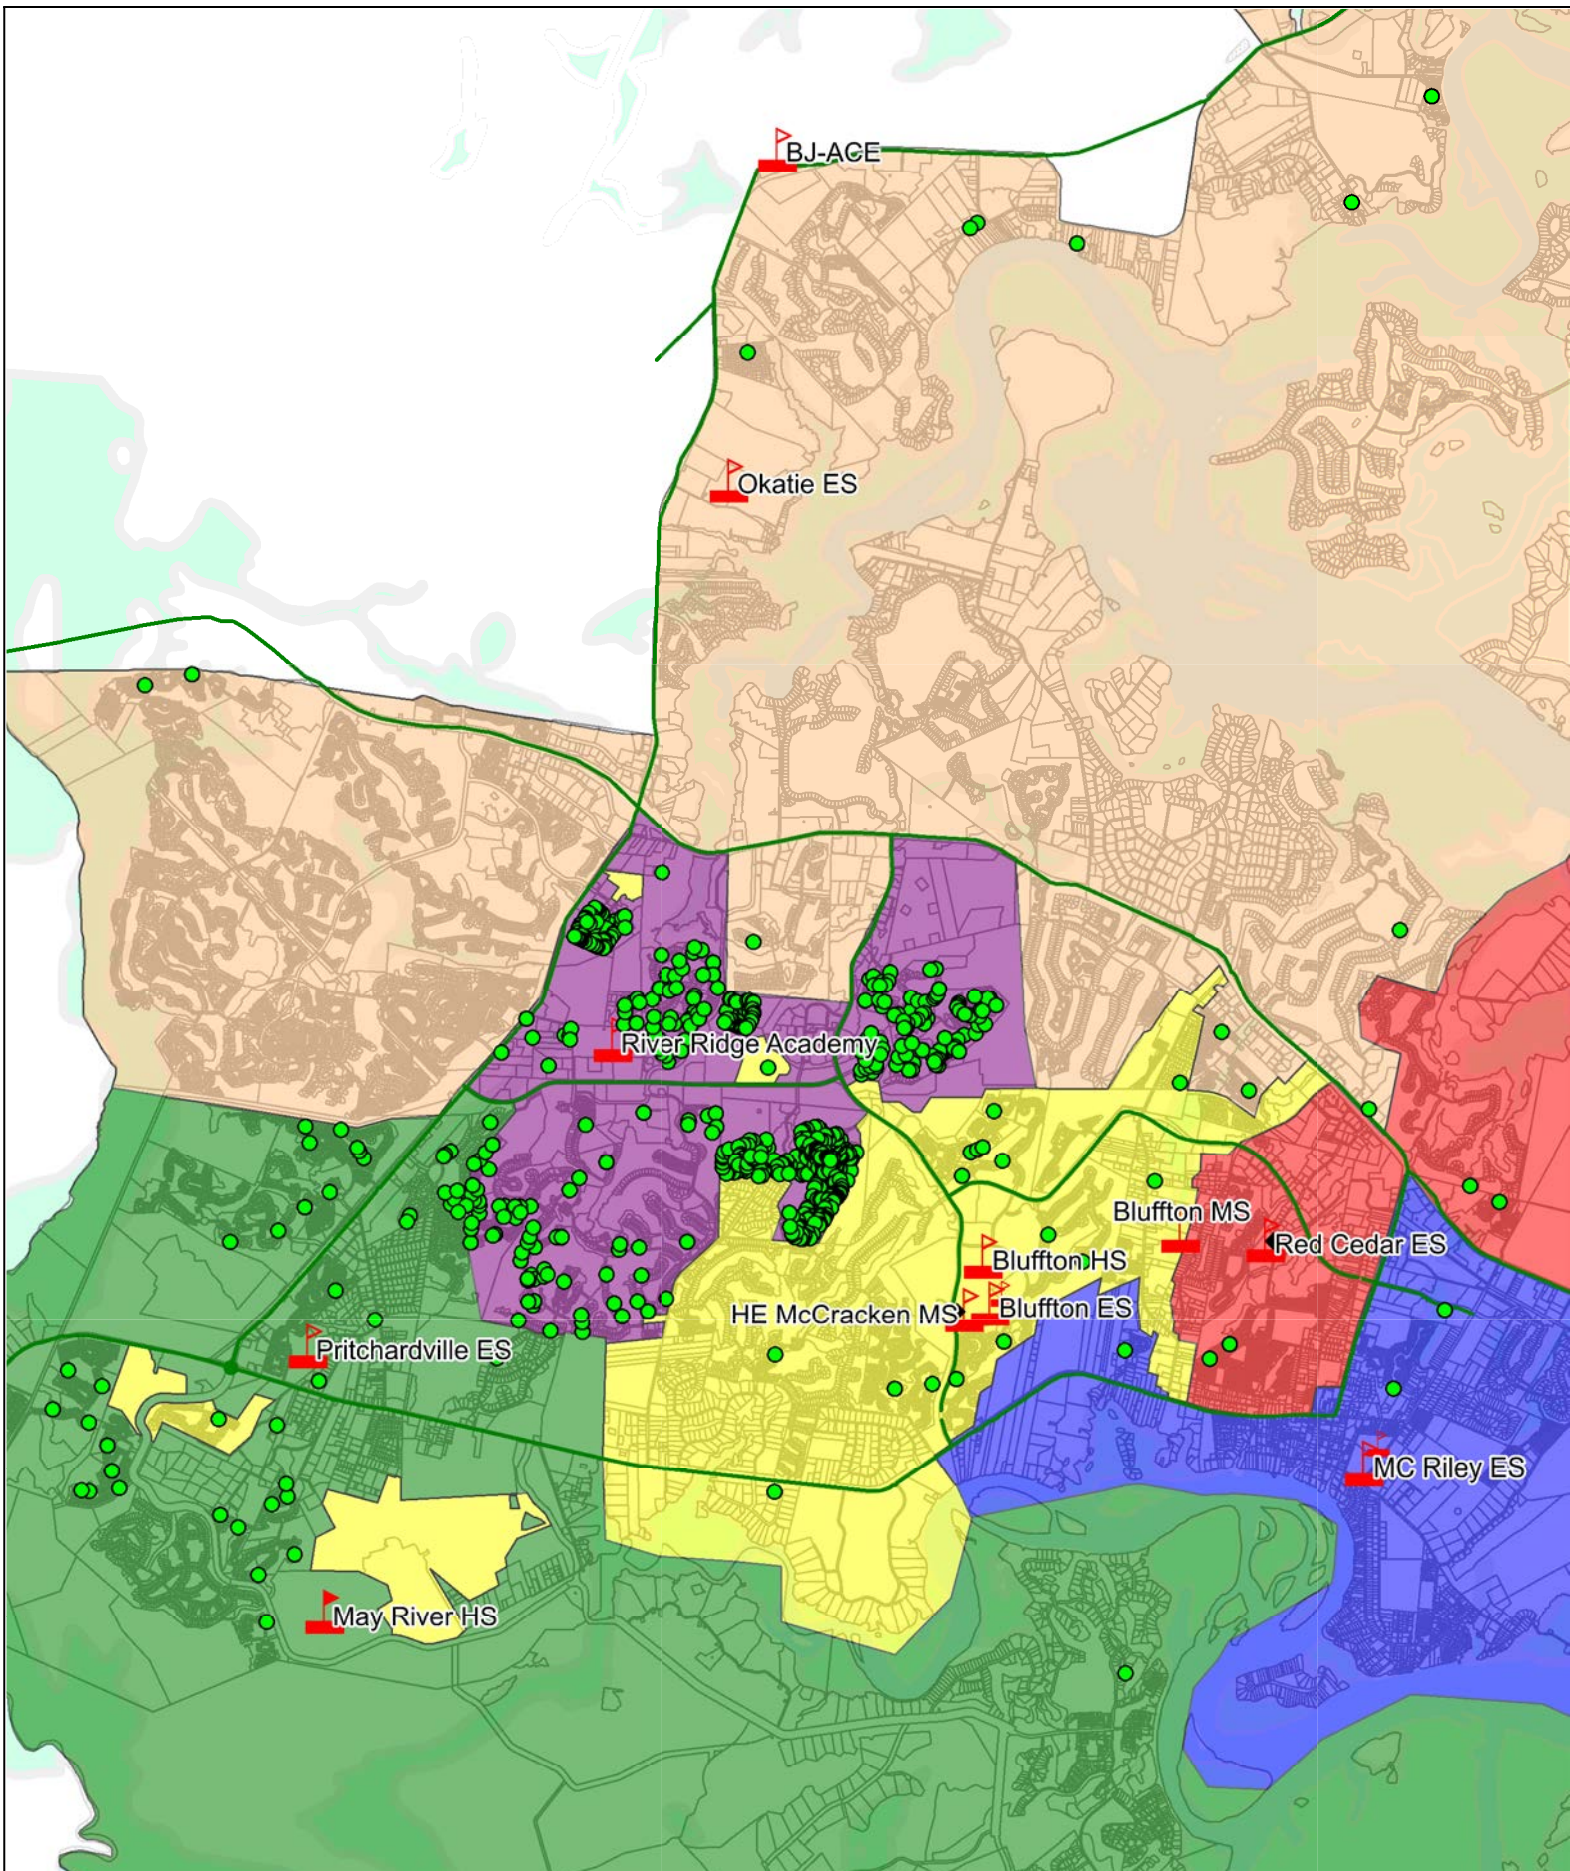 BJ-ACE
Okatie ES
River Ridge Academy
Bluffton MS
Red Cedar ES
Bluffton HS
HE McCracken MS
Bluffton ES
Pritchardville ES
MC Riley ES
May River HS